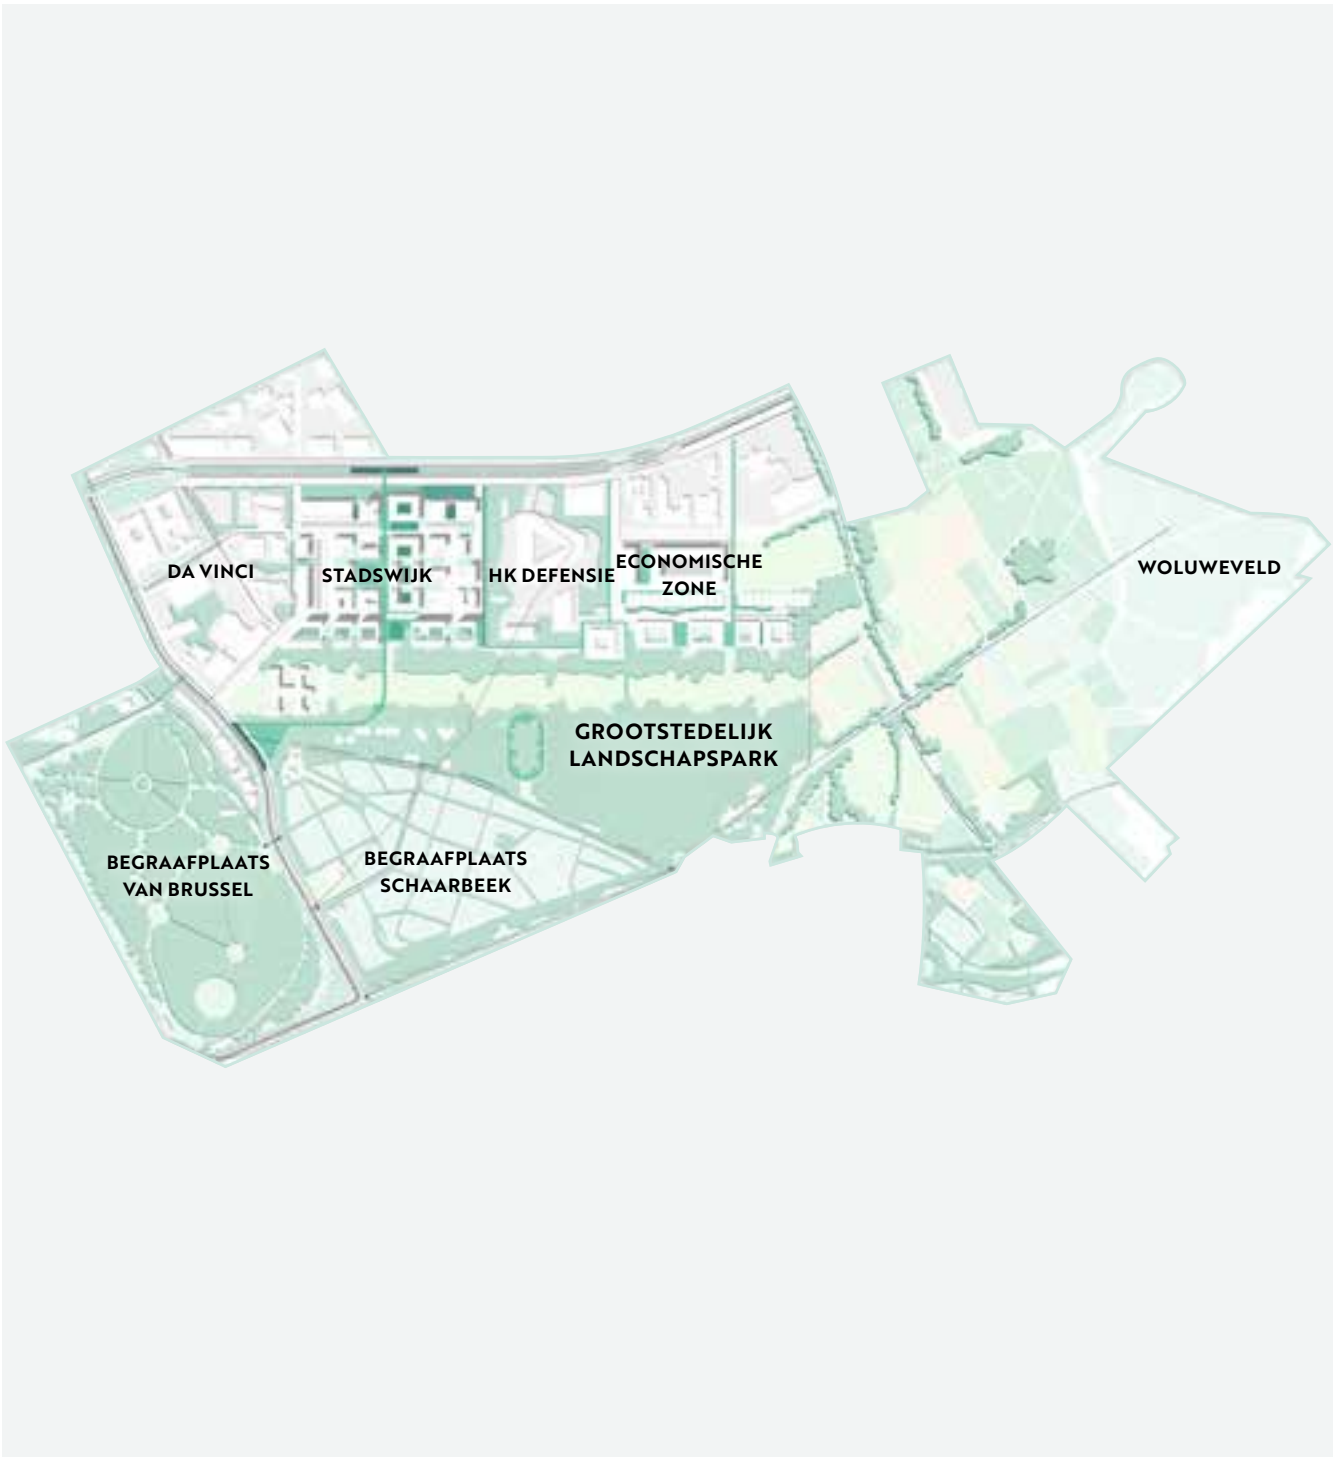 DA VINCI
STADSWIJK
HK DEFENSIE
ECONOMISCHE
ZONE
WOLUWEVELD
GROOTSTEDELIJK
LANDSCHAPSPARK
BEGRAAFPLAATS
VAN BRUSSEL
BEGRAAFPLAATS
SCHAARBEEK